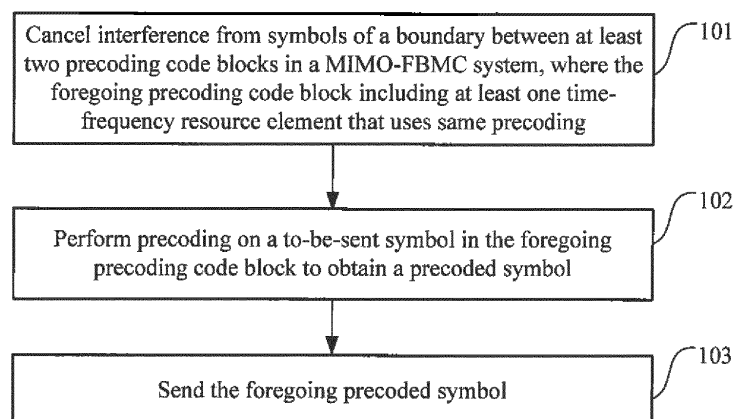 Cancel interference from symbols of a boundary between at least
two precoding code blocks in a MIMO-FBMC system, where the
foregoing precoding code block including at least one time-
frequency resource element that uses same precoding
101
Perform precoding on a to-be-sent symbol in the foregoing
precoding code block to obtain a precoded symbol
102
Send the foregoing precoded symbol
103